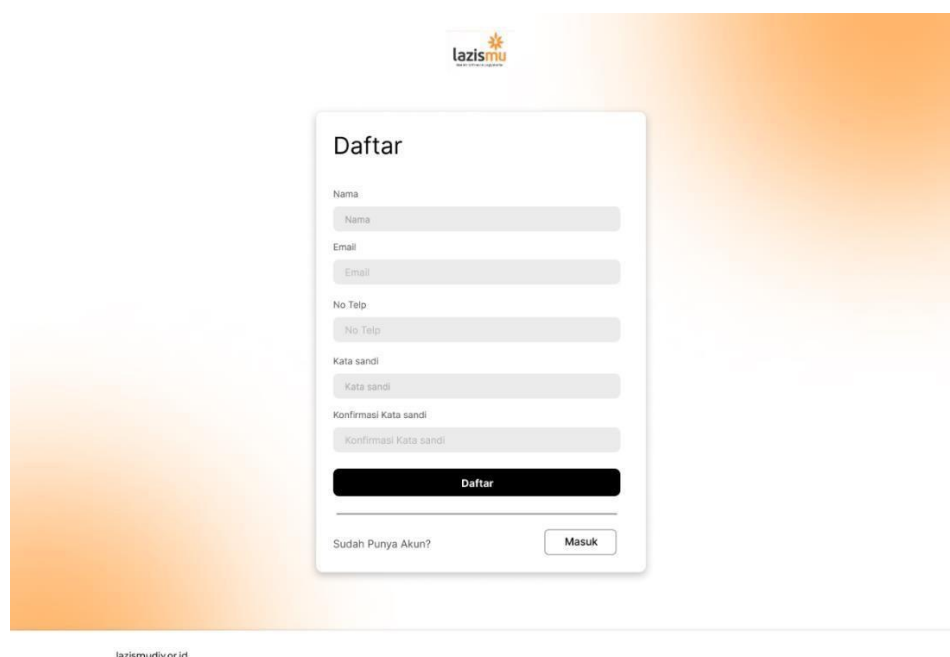 lazismu
Daftar
Nama
Nama
Email
Email
No Telp
No Telp
Kata sandi
Kata sandi
Konfirmasi Kata sandi
Konfirmasi Kata sandi
Daftar
Sudah Punya Akun?
Masuk
lazismudiy.or.id